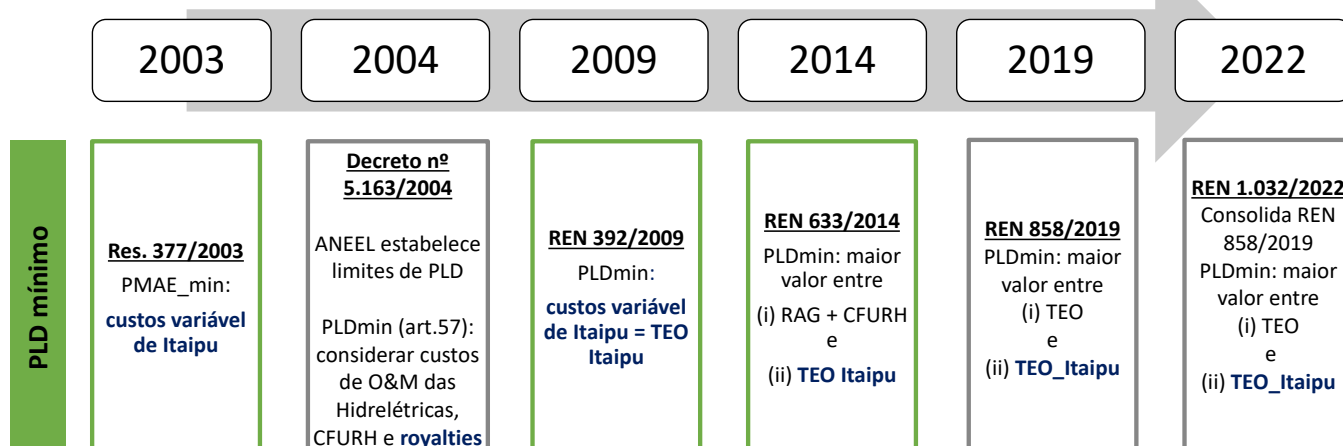 2003
2004
2009
2014
2019
2022
PLD mínimo
Res. 377/2003
PMAE_min:
custos variável
de Itaipu
Decreto nº
5.163/2004
ANEEL estabelece
limites de PLD
PLDmin (art.57):
considerar custos
de O&M das
Hidrelétricas,
CFURH e royalties
REN 392/2009
PLDmin:
custos variável
de Itaipu = TEO
Itaipu
REN 633/2014
PLDmin: maior
valor entre
(i) RAG + CFURH
e
(ii) TEO Itaipu
REN 858/2019
PLDmin: maior
valor entre
(i) TEO
e
(ii) TEO_Itaipu
REN 1.032/2022
Consolida REN
858/2019
PLDmin: maior
valor entre
(i) TEO
e
(ii) TEO_Itaipu